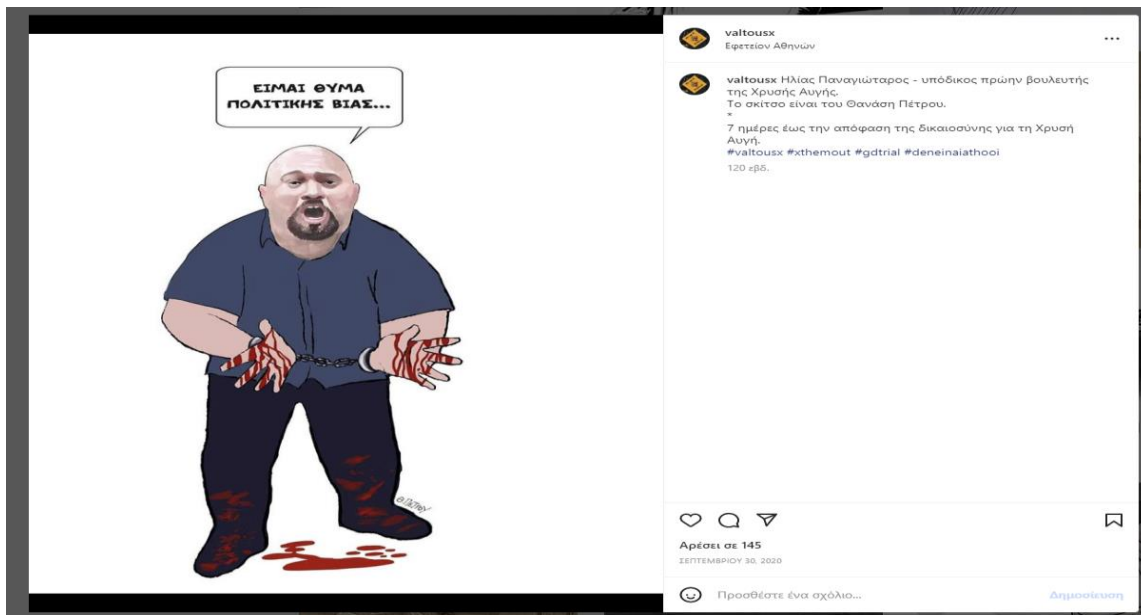 ΕΙΜΑΙ ΘΥΜΑ
ΠΟΛΙΤΙΚΗΣ ΒΙΑΣ...
valtousx
Εφετείον Αθηνών
valtousx Ηλίας Παναγιώταρος - υπόδικος πρώην βουλευτής
της Χρυσής Αυγής.
Το σκίτσο είναι του Θανάση Πέτρου.
*
7 ημέρες έως την απόφαση της δικαιοσύνης για τη Χρυσή
Αυγή.
#valtousx #xthemout #gdtrial #deneinaiathooi
120 εβδ.
Αρέσει σε 145
ΣΕΠΤΕΜΒΡΙΟΥ 30, 2020
Προσθέστε ένα σχόλιο...
Δημοσίευση